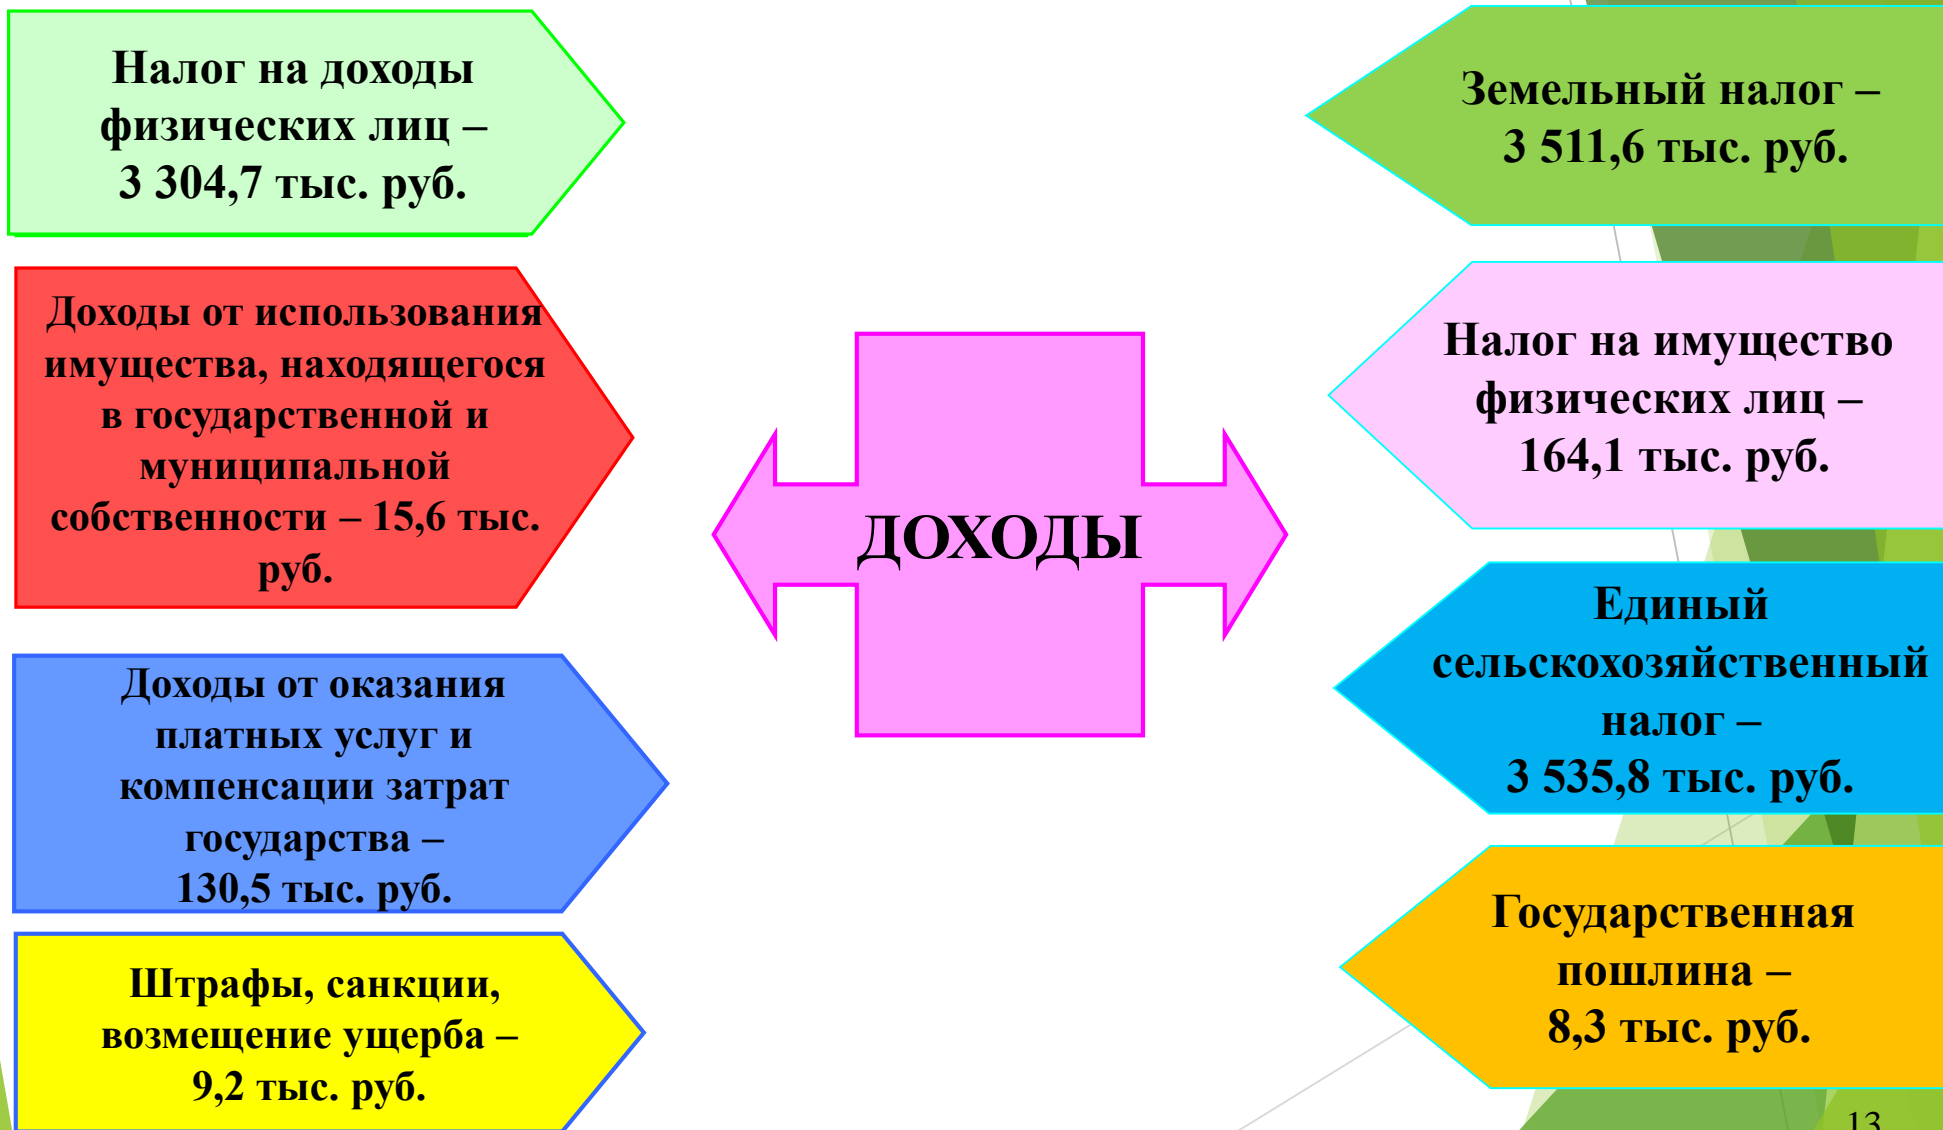 Налог на доходы
физических лиц –
3 304,7 тыс. руб.
Доходы от использования
имущества, находящегося
в государственной и
муниципальной
собственности – 15,6 тыс.
руб.
Доходы от оказания
платных услуг и
компенсации затрат
государства –
130,5 тыс. руб.
Штрафы, санкции,
возмещение ущерба –
9,2 тыс. руб.
ДОХОДЫ
Земельный налог –
3 511,6 тыс. руб.
Налог на имущество
физических лиц –
164,1 тыс. руб.
Единый
сельскохозяйственный
налог –
3 535,8 тыс. руб.
Государственная
пошлина –
8,3 тыс. руб.
13